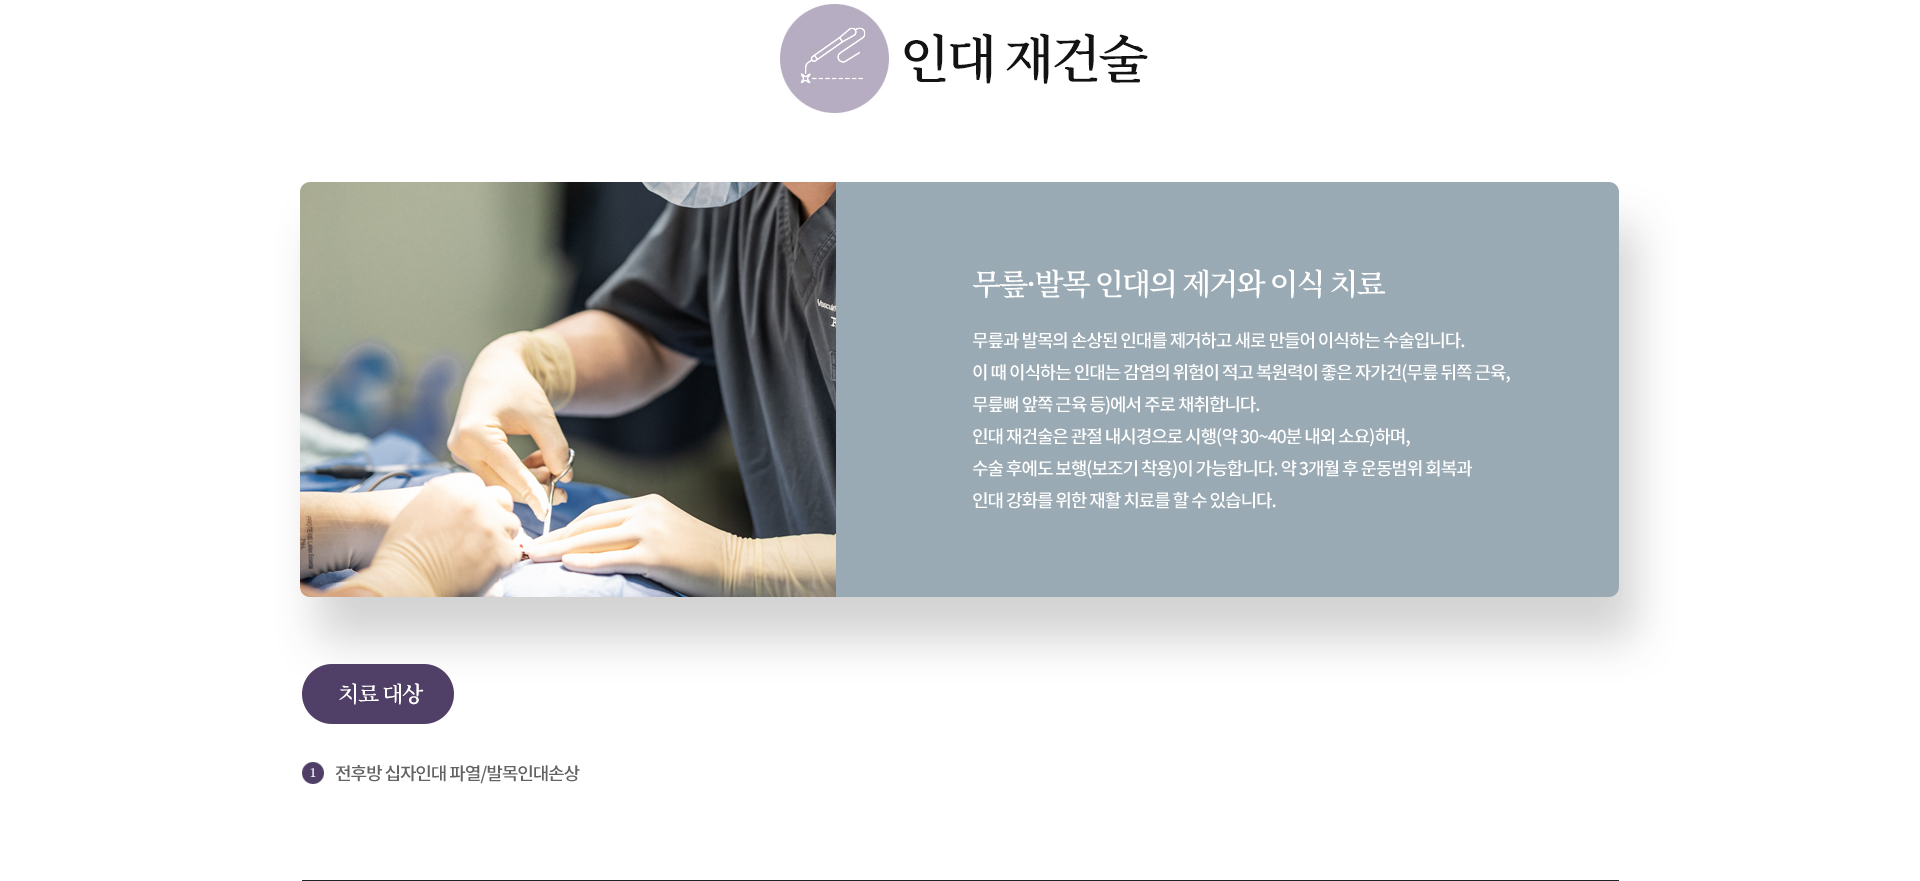 인대 재건술
무릎·발목 인대의 제거와 이식 치료
무릎과 발목의 손상된 인대를 제거하고 새로 만들어 이식하는 수술입니다.
이 때 이식하는 인대는 감염의 위험이 적고 복원력이 좋은 자가건(무릎 뒤쪽 근육,
무릎뼈 앞쪽 근육 등)에서 주로 채취합니다.
인대 재건술은 관절 내시경으로 시행(약 30~40분 내외 소요)하며,
수술 후에도 보행(보조기 착용)이 가능합니다. 약 3개월 후 운동범위 회복과
인대 강화를 위한 재활 치료를 할 수 있습니다.
치료 대상
1 전후방 십자인대 파열/발목인대손상